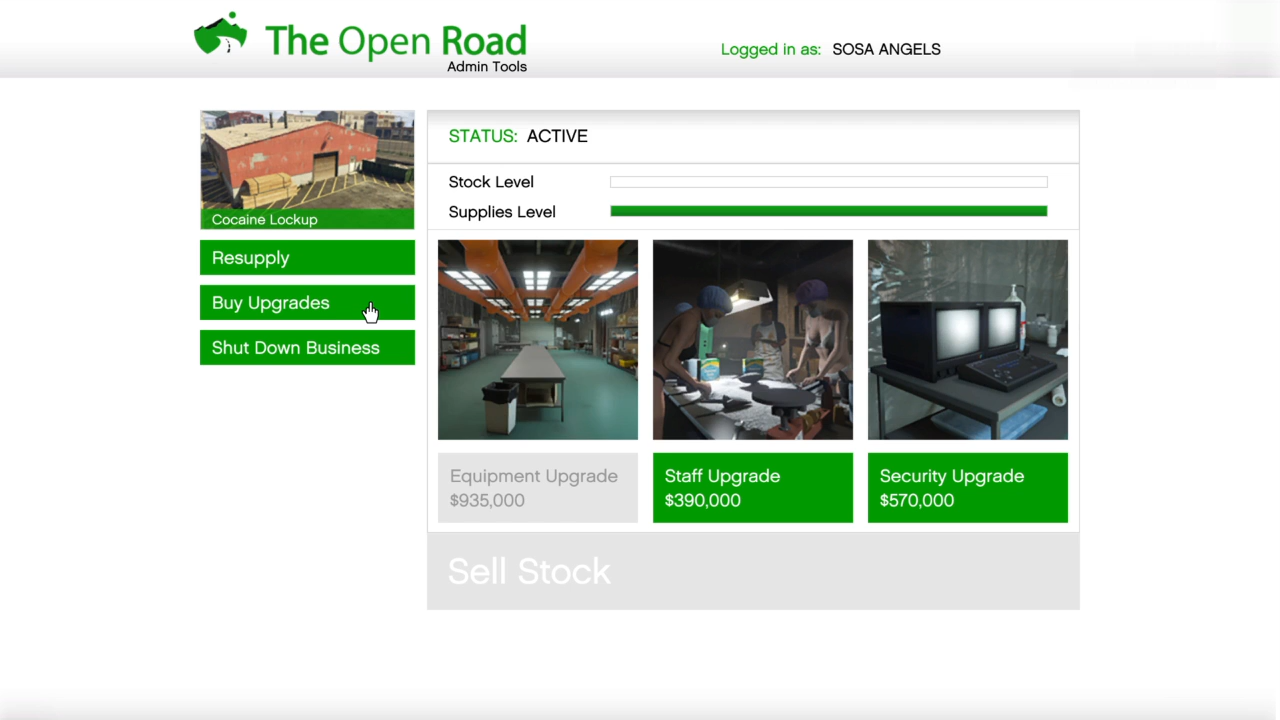 The Open Road
Admin Tools
Logged in as: SOSA ANGELS
Cocaine Lockup
Resupply
Buy Upgrades
Shut Down Business
STATUS: ACTIVE
Stock Level
Supplies Level
Equipment Upgrade
$935,000
Staff Upgrade
$390,000
Security Upgrade
$570,000
Sell Stock